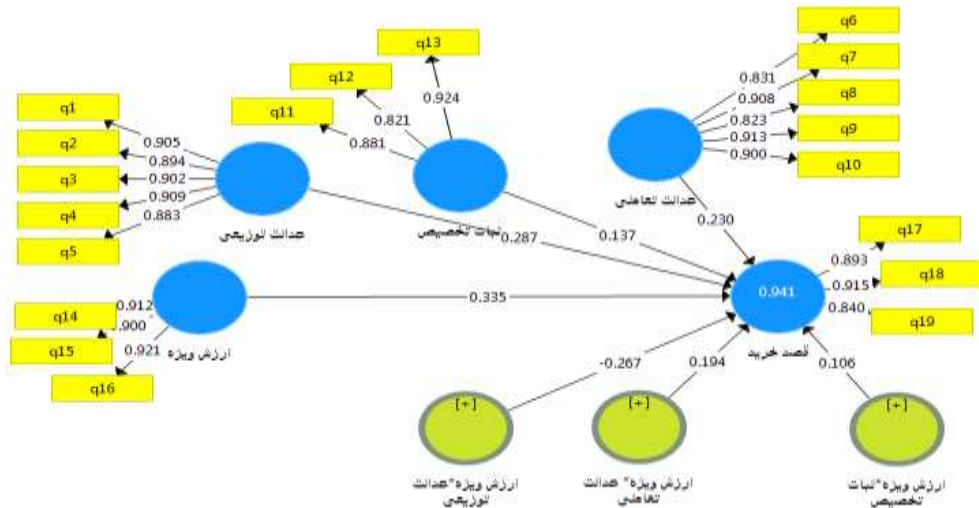 q13
q6
q12
q7
q11
q8
q1
q9
q2
q10
q3
q4
q5
0.924
0.831
0.821
0.908
0.881
0.823
0.913
0.900
0.905
0.894
0.902
0.909
0.883
عدالت توزیعی
ثبات تخصیص
عدالت تعاملی
0.287
0.137
0.230
q17
q18
q19
0.893
0.915
0.840
0.941
قصد خرید
0.335
q14
q15
q16
0.912
0.900
0.921
ارزش ویژه
-0.267
0.194
0.106
[+]
[+]
[+]
ارزش ویژه*عدالت
توزیعی
ارزش ویژه* عدالت
تعاملی
ارزش ویژه*ثبات
تخصیص